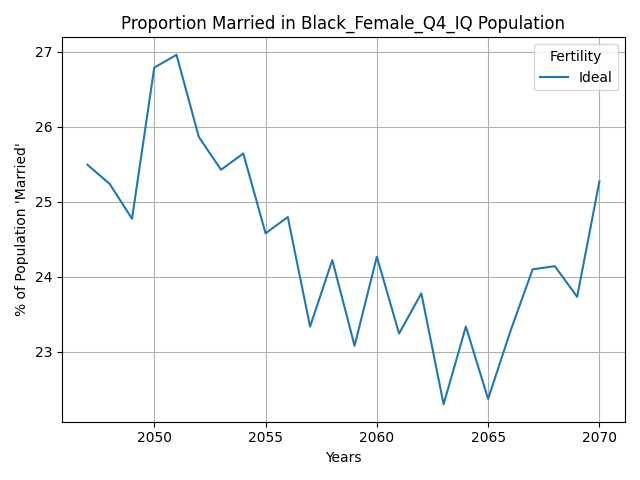 Proportion Married in Black_Female_Q4_IQ Population
% of Population 'Married'
27
26
25
24
23
Fertility
Ideal
2050 2055 2060 2065 2070
Years